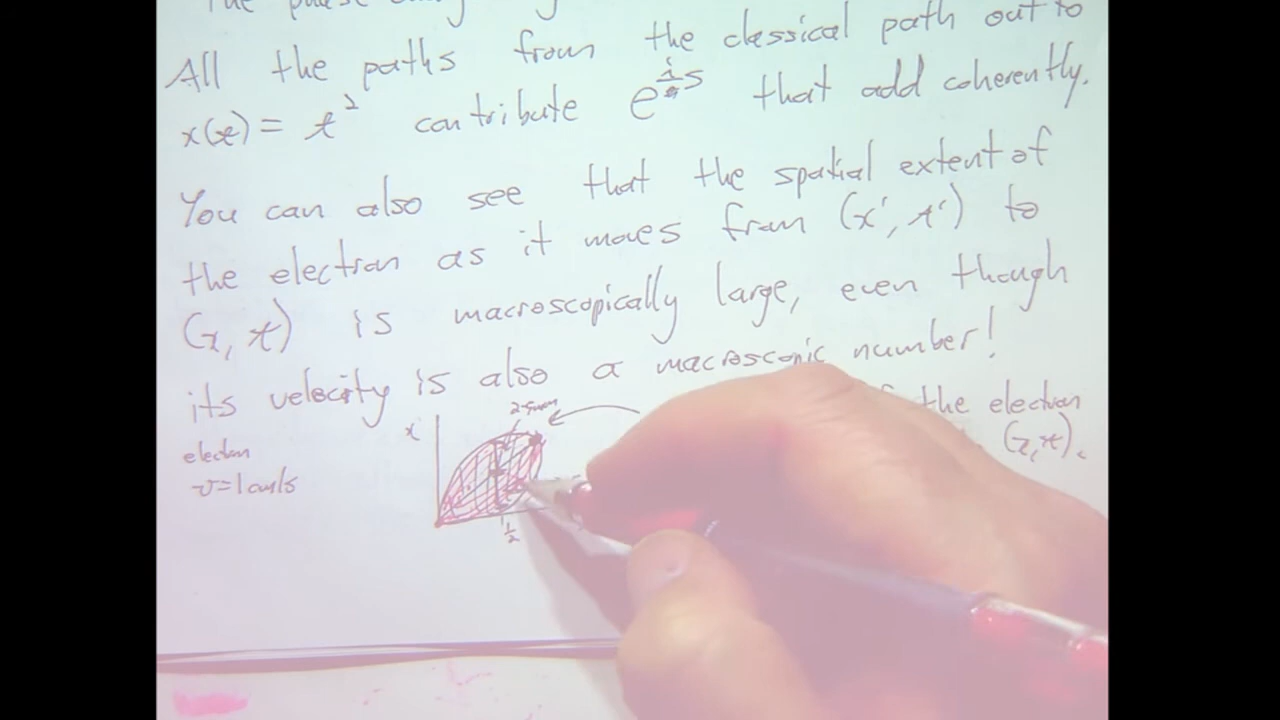 The phase
All the paths from the classical path out to
x(t) = t² contribute e^{i/ħ S} that add coherently.
You can also see that the spatial extent of
the electron as it moves from (x', t') to
(x, t) is macroscopically large, even though
its velocity is also a macroscopic number!
the electron
(x, t).
electron
v=1cm/s
x
1/2